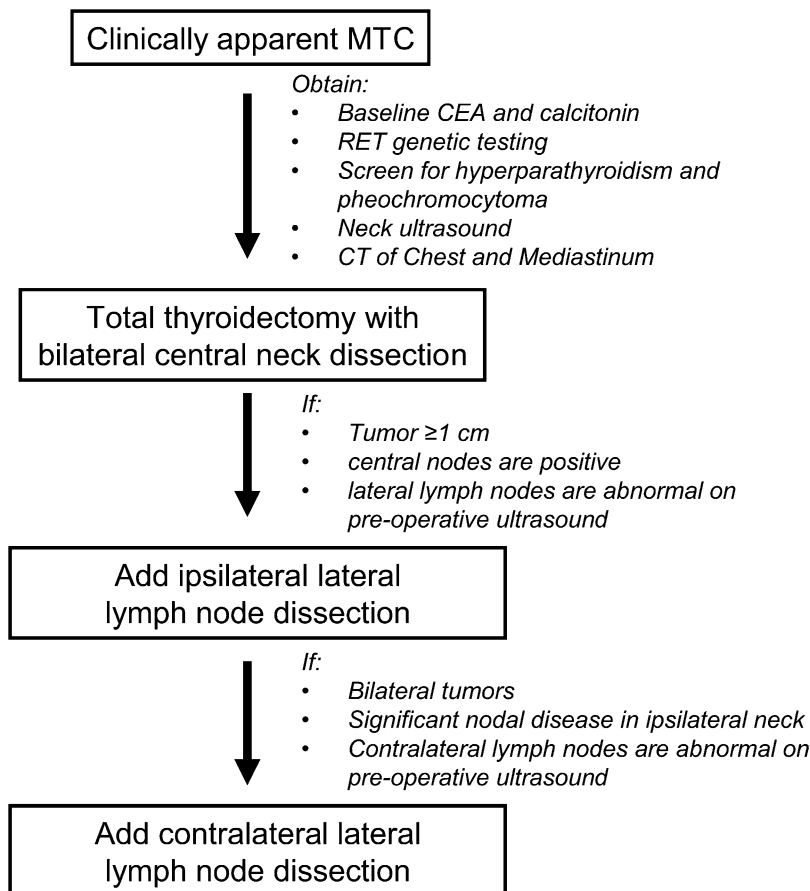 Clinically apparent MTC
Obtain:
• Baseline CEA and calcitonin
• RET genetic testing
• Screen for hyperparathyroidism and
pheochromocytoma
• Neck ultrasound
• CT of Chest and Mediastinum
Total thyroidectomy with
bilateral central neck dissection
If:
• Tumor ≥1 cm
• central nodes are positive
• lateral lymph nodes are abnormal on
pre-operative ultrasound
Add ipsilateral lateral
lymph node dissection
If:
• Bilateral tumors
• Significant nodal disease in ipsilateral neck
• Contralateral lymph nodes are abnormal on
pre-operative ultrasound
Add contralateral lateral
lymph node dissection